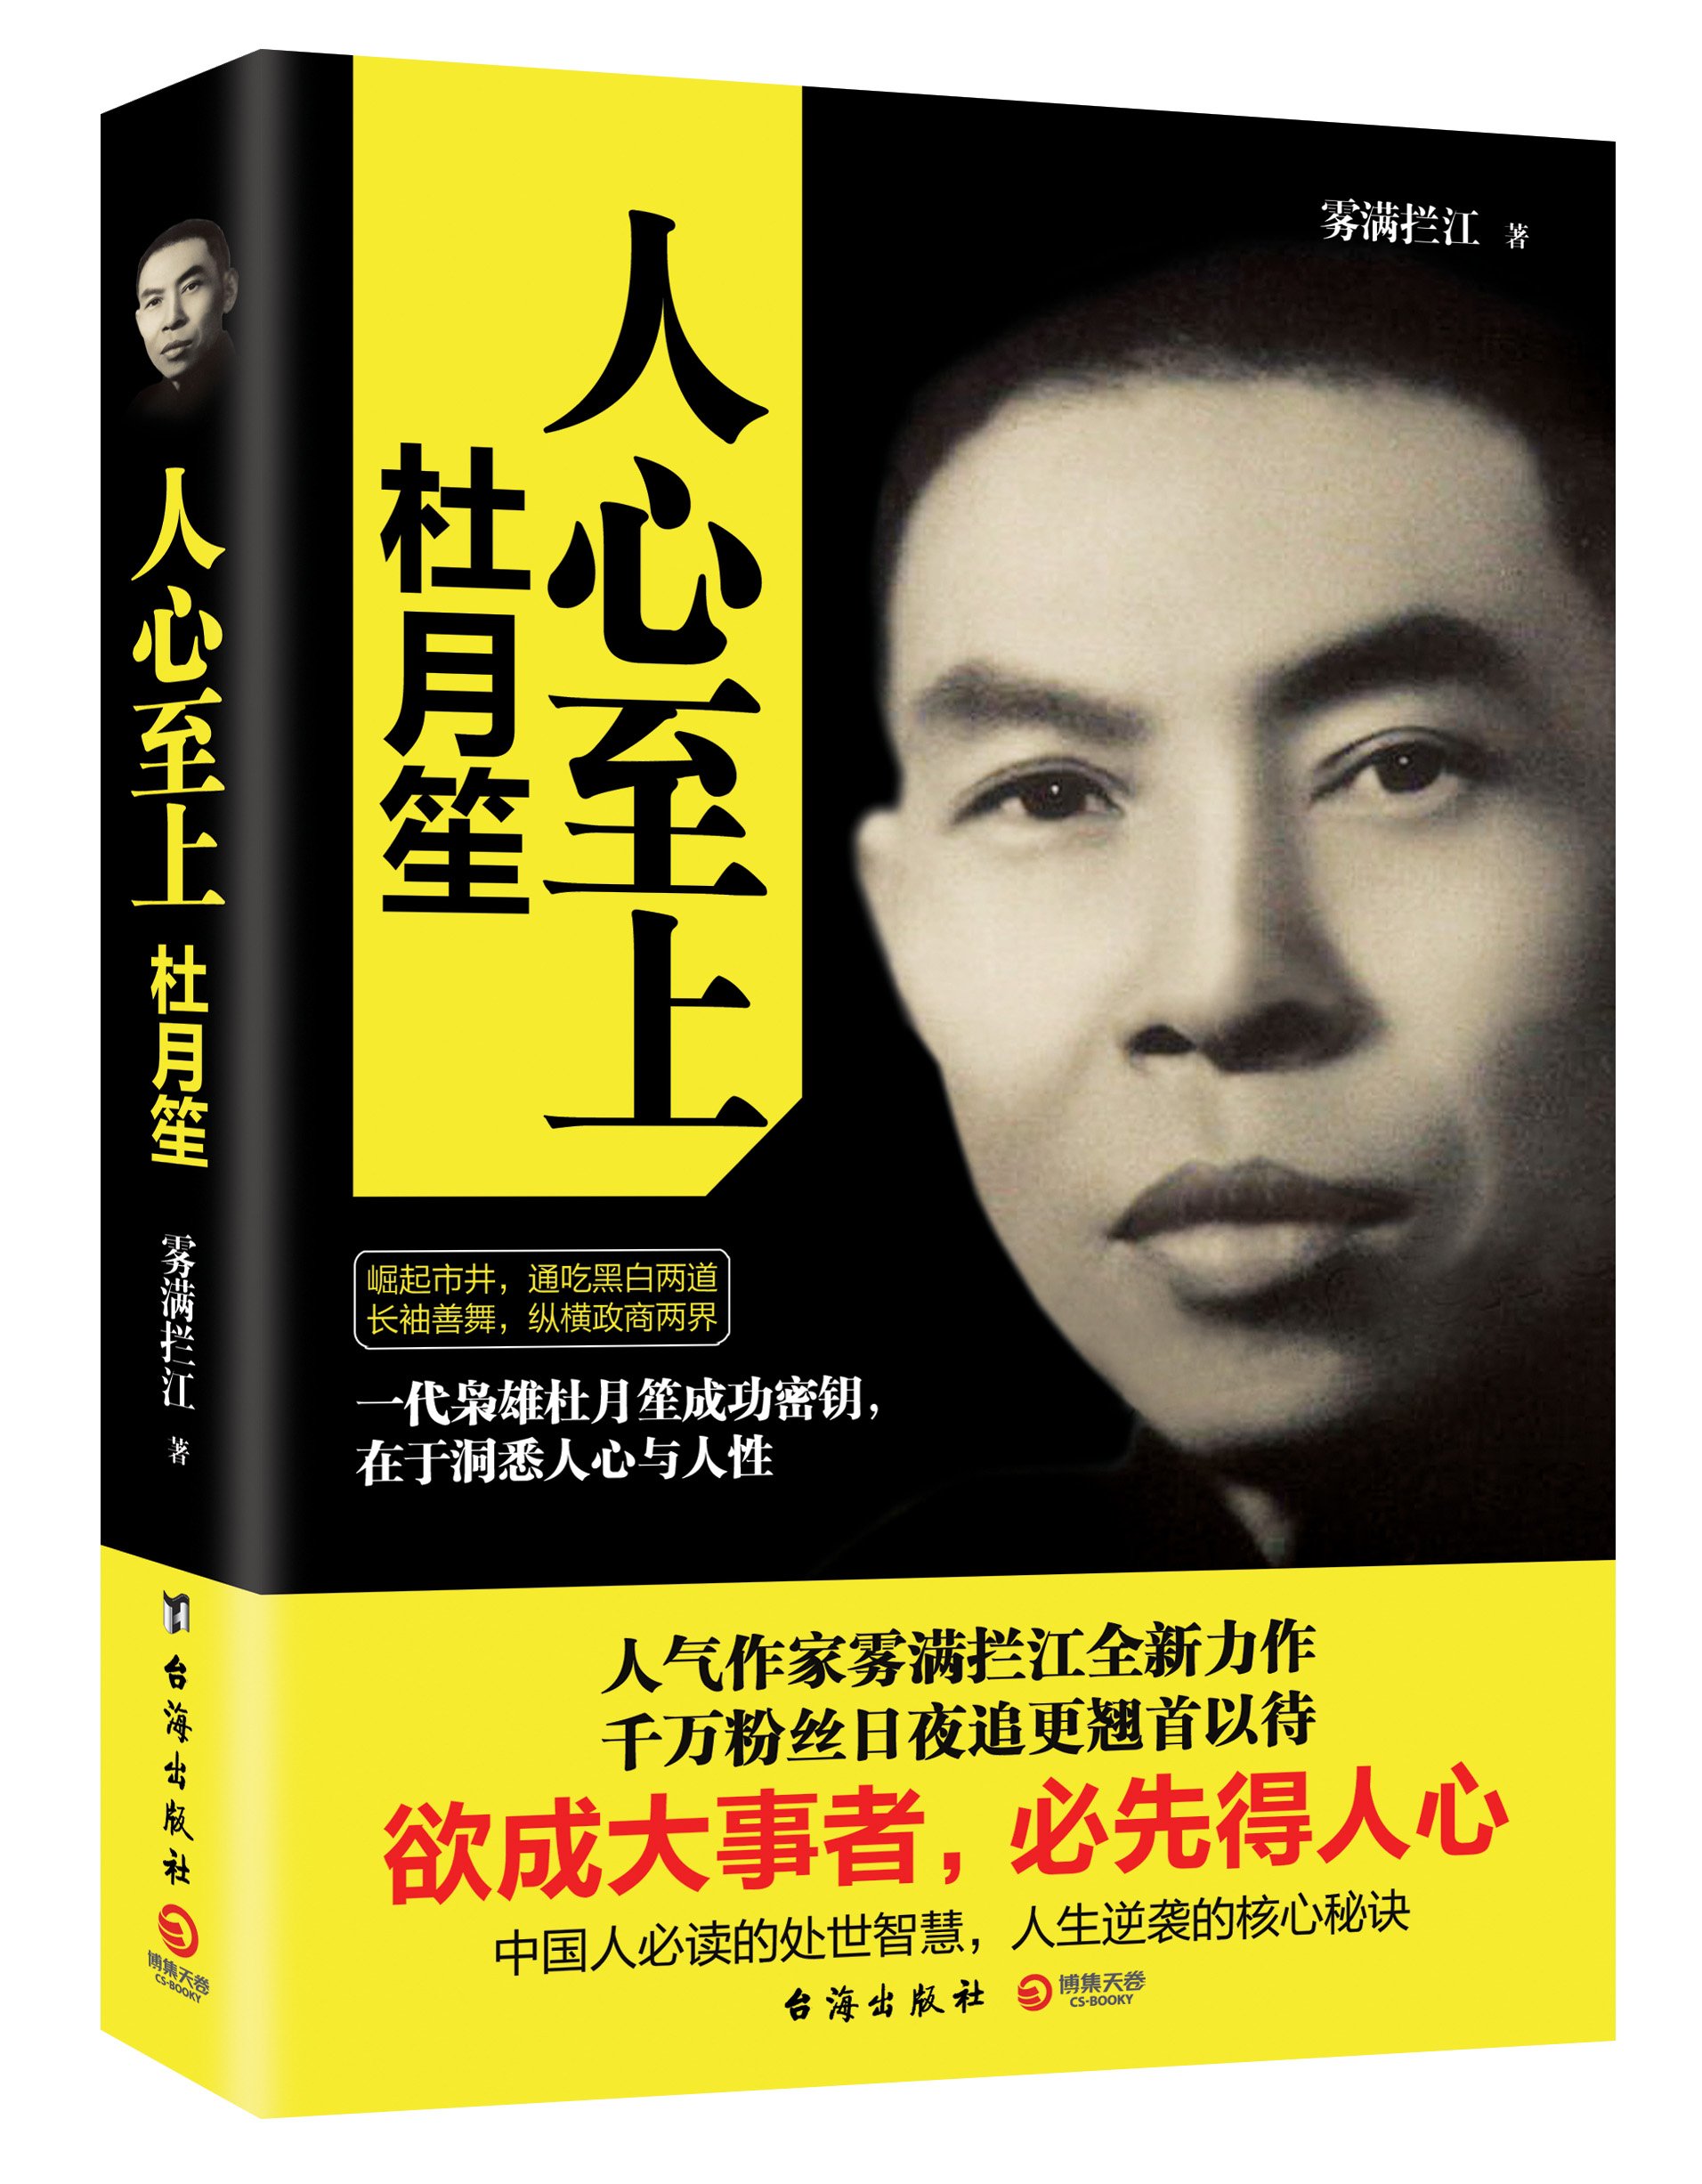 人心至上
杜月笙
雾满拦江 著
台海出版社
博集天卷
CS-BOOKY
雾满拦江 著
人心至上
杜月笙
崛起市井，通吃黑白两道
长袖善舞，纵横政商两界
一代枭雄杜月笙成功密钥，
在于洞悉人心与人性
人气作家雾满拦江全新力作
千万粉丝日夜追更翘首以待
欲成大事者，必先得人心
中国人必读的处世智慧，人生逆袭的核心秘诀
台海出版社 博集天卷
CS-BOOKY